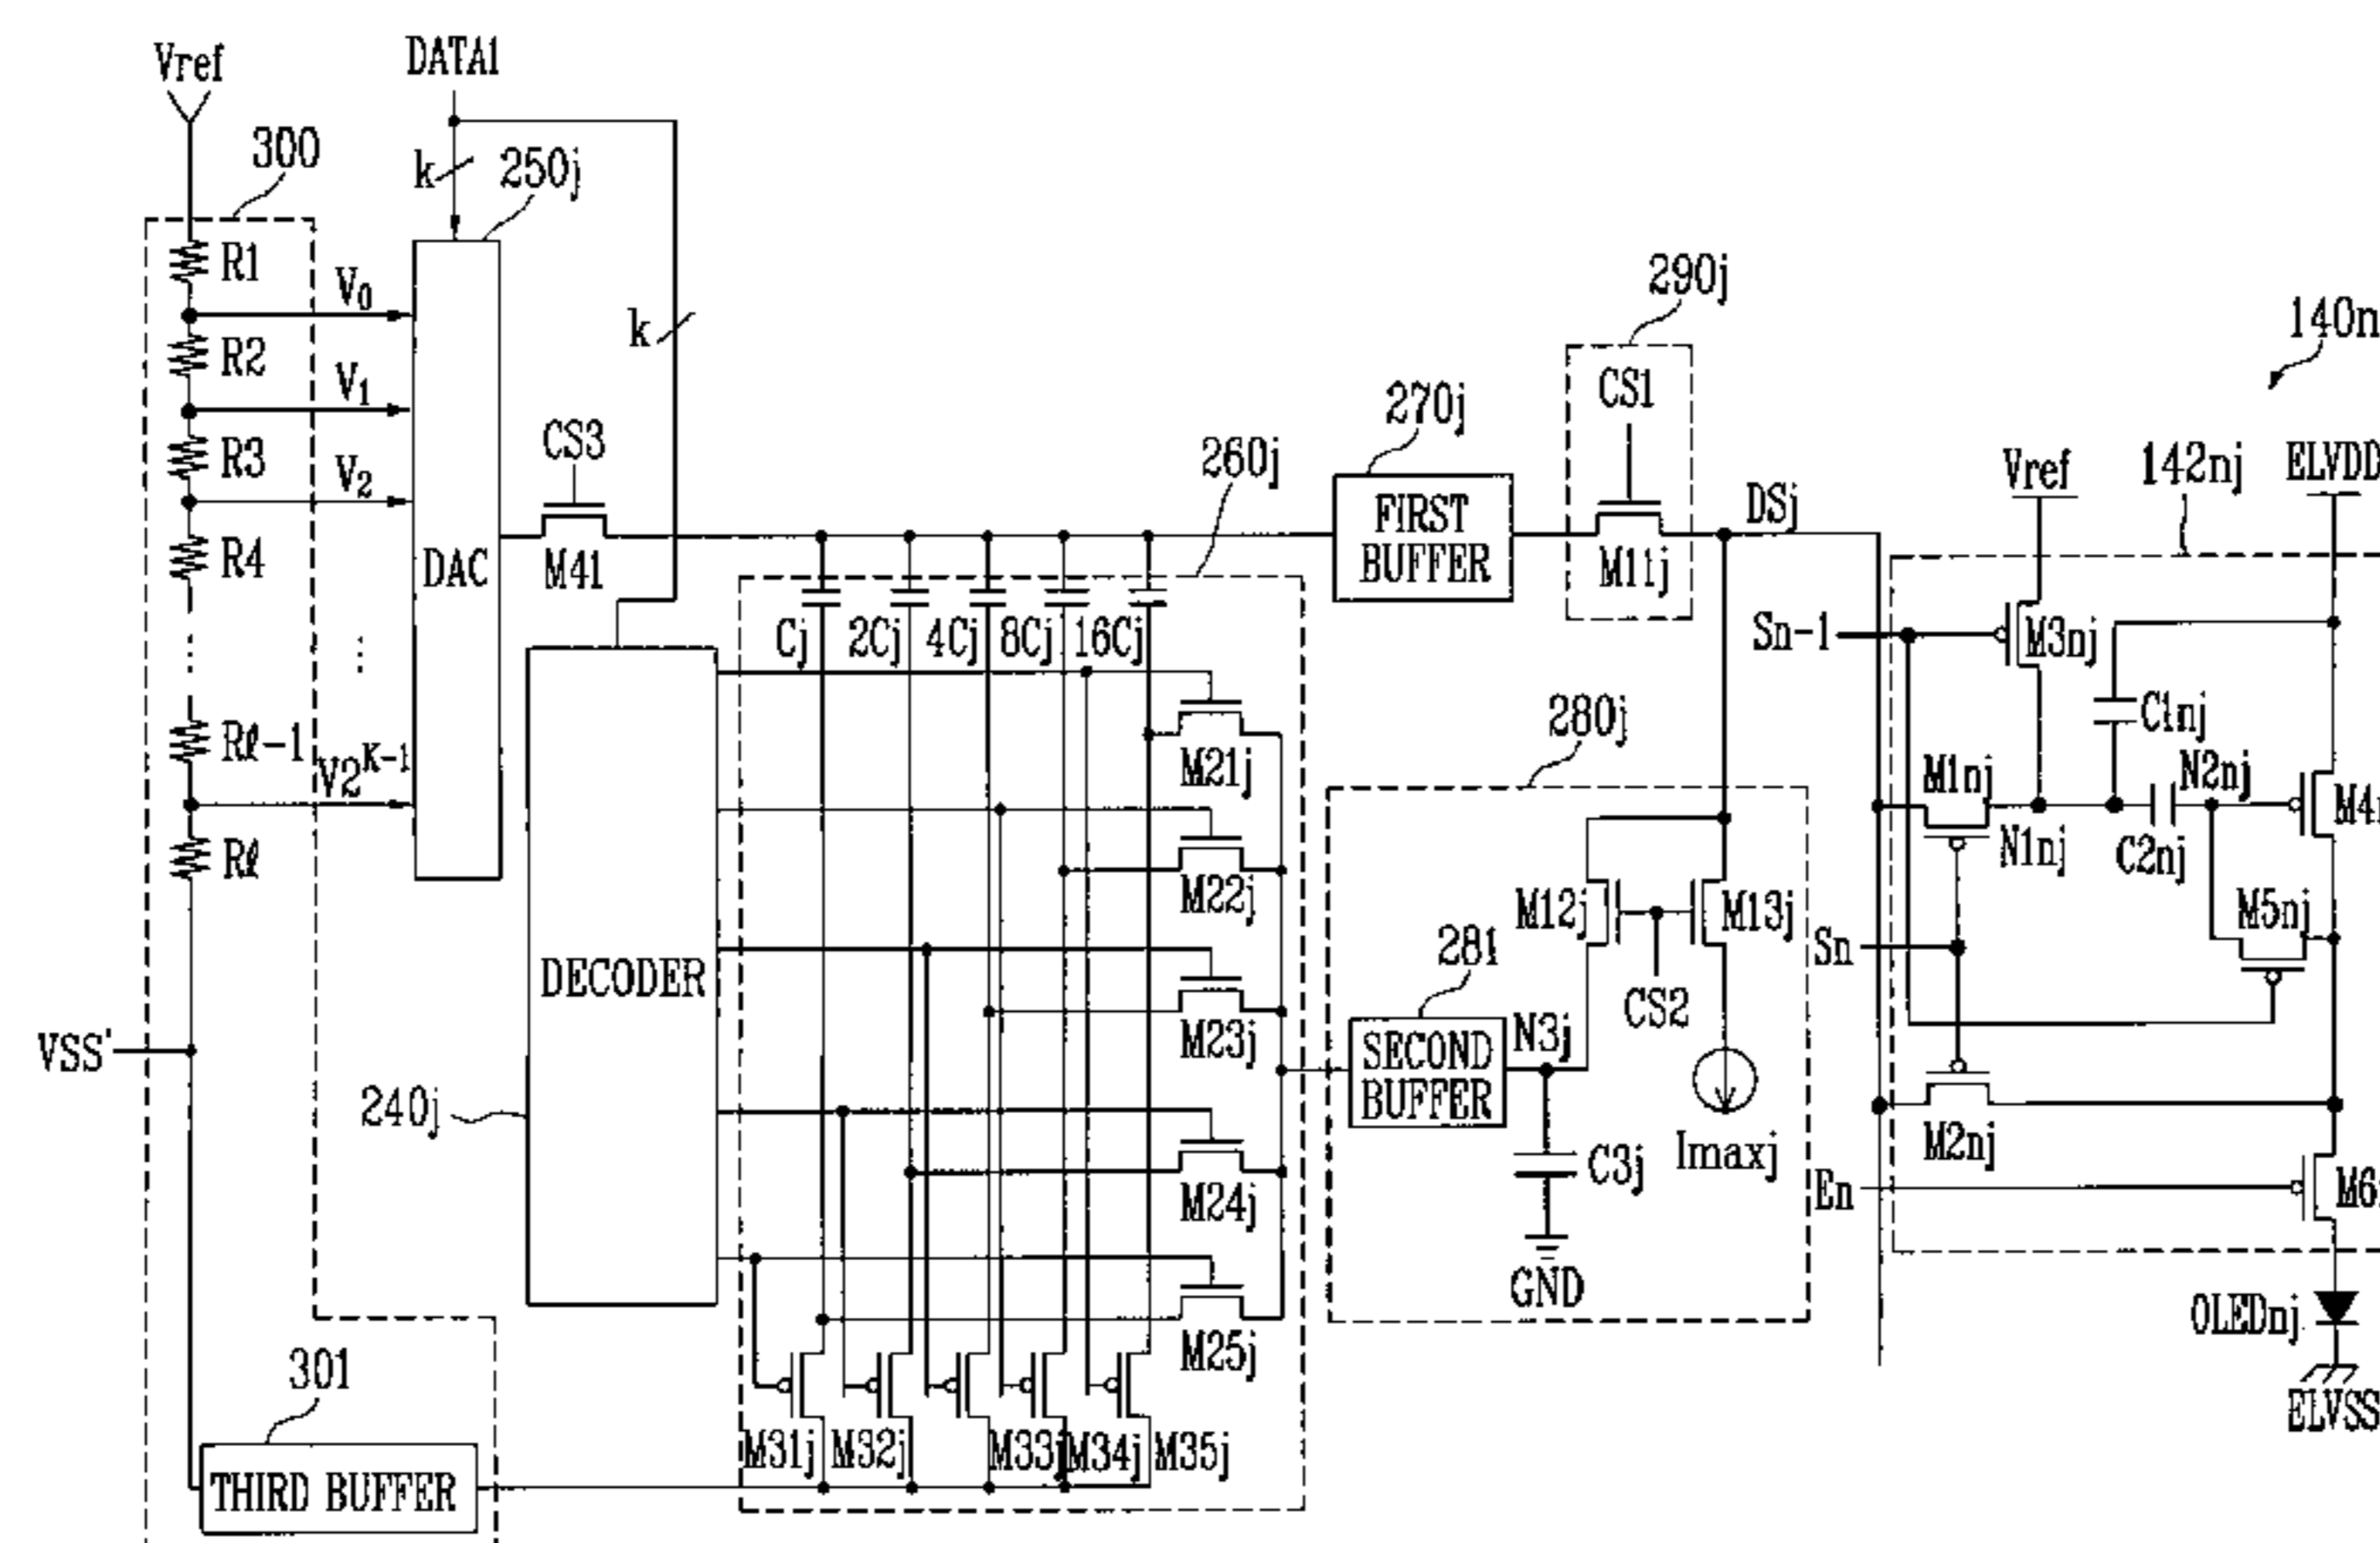 Vref
DATA1
300
k
250j
R1
V0
R2
V1
R3
V2
R4
Rℓ-1
V2K-1
Rℓ
VSS'
DAC
k
CS3
M41
260j
270j
FIRST
BUFFER
290j
CS1
M11j
DSj
140n
Cj
2Cj
4Cj
8Cj
16Cj
DECODER
240j
M21j
M22j
M23j
M24j
M25j
M31j
M32j
M33j
M34j
M35j
301
THIRD BUFFER
280j
M12j
M13j
281
SECOND
BUFFER
N3j
CS2
C3j
Imaxj
GND
Vref
142nj
ELVDD
Sn-1
M3nj
C1nj
M1nj
N1nj
N2nj
C2nj
M4
M5nj
Sn
M2nj
En
M6
OLEDnj
ELVSS